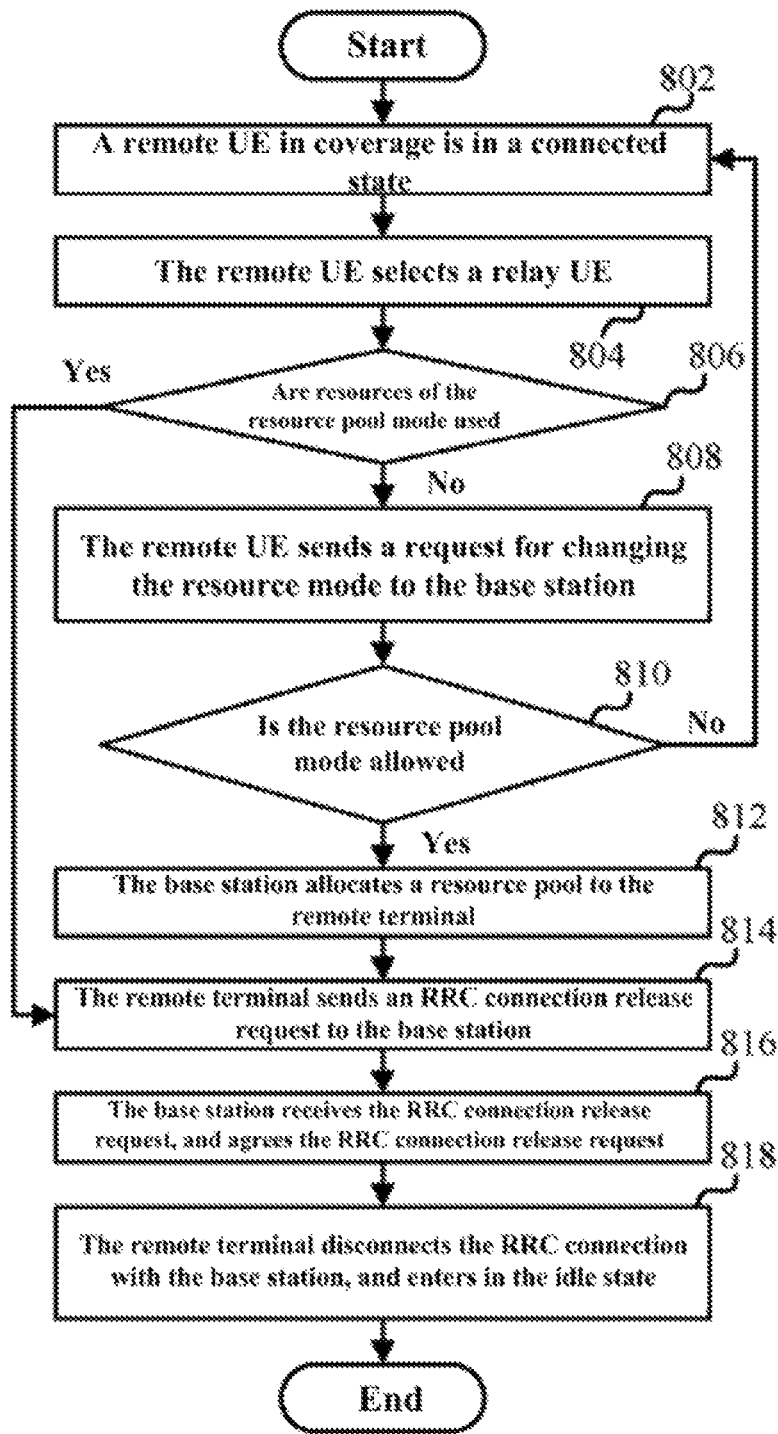 Start
802
A remote UE in coverage is in a connected
state
The remote UE selects a relay UE
804
806
Yes
Are resources of the
resource pool mode used
No
808
The remote UE sends a request for changing
the resource mode to the base station
810
Is the resource pool
mode allowed
No
Yes
812
The base station allocates a resource pool to the
remote terminal
814
The remote terminal sends an RRC connection release
request to the base station
816
The base station receives the RRC connection release
request, and agrees the RRC connection release request
818
The remote terminal disconnects the RRC connection
with the base station, and enters in the idle state
End